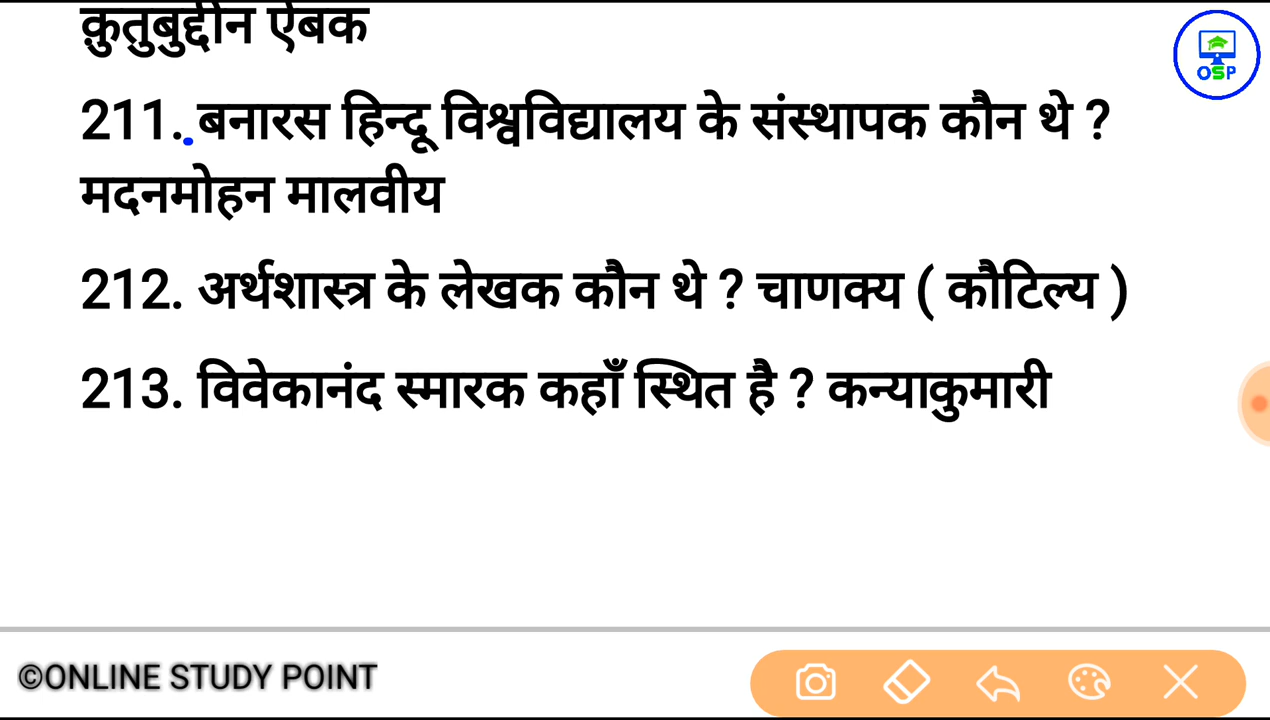 क़ुतुबुद्दीन ऐबक
OSP
211. बनारस हिन्दू विश्वविद्यालय के संस्थापक कौन थे ?
मदनमोहन मालवीय
212. अर्थशास्त्र के लेखक कौन थे ? चाणक्य ( कौटिल्य )
213. विवेकानंद स्मारक कहाँ स्थित है ? कन्याकुमारी
©ONLINE STUDY POINT